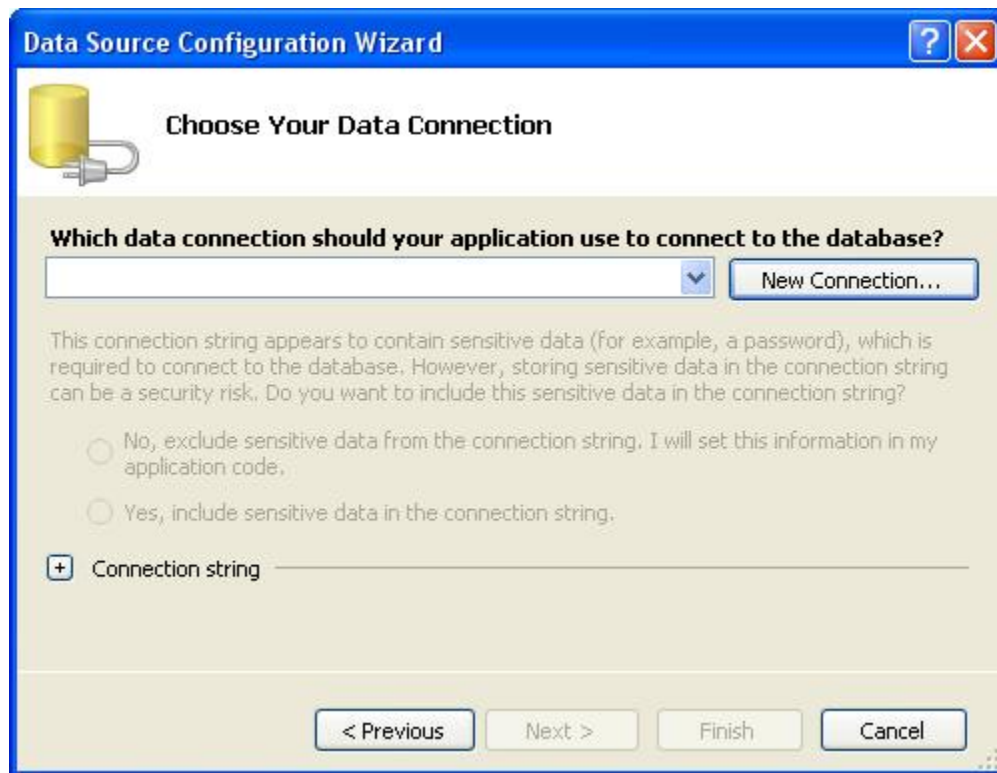 Data Source Configuration Wizard
Choose Your Data Connection
Which data connection should your application use to connect to the database?
New Connection...
This connection string appears to contain sensitive data (for example, a password), which is
required to connect to the database. However, storing sensitive data in the connection string
can be a security risk. Do you want to include this sensitive data in the connection string?
No, exclude sensitive data from the connection string. I will set this information in my
application code.
Yes, include sensitive data in the connection string.
Connection string
< Previous
Next >
Finish
Cancel